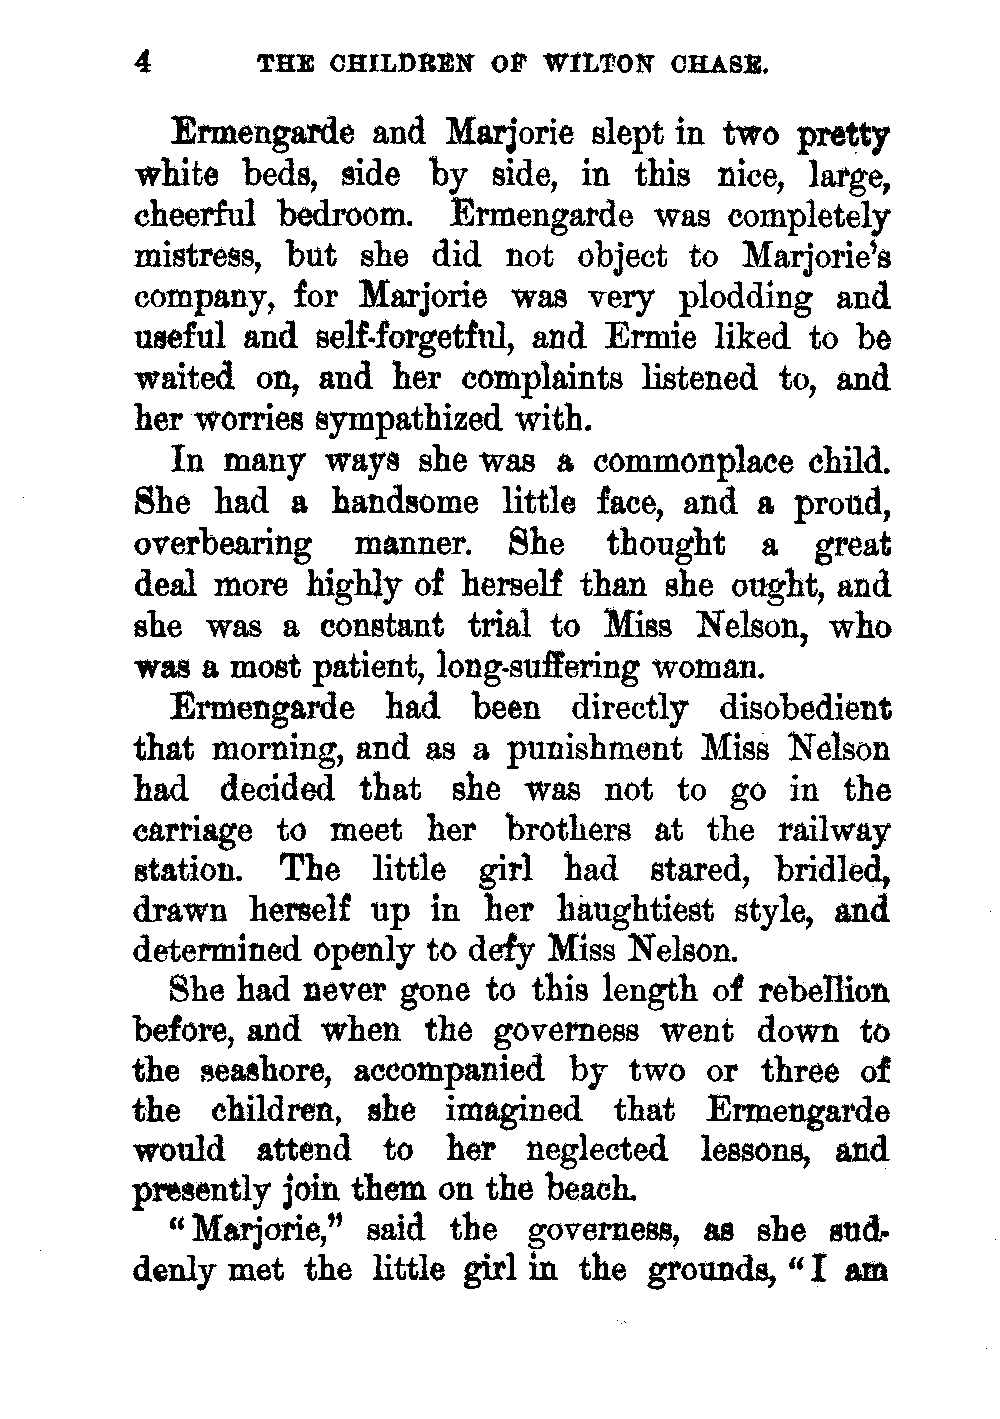 4 THE CHILDREN OF WILTON CHASE.
Ermengarde and Marjorie slept in two pretty
white beds, side by side, in this nice, large,
cheerful bedroom. Ermengarde was completely
mistress, but she did not object to Marjorie's
company, for Marjorie was very plodding and
useful and self-forgetful, and Ermie liked to be
waited on, and her complaints listened to, and
her worries sympathized with.
In many ways she was a commonplace child.
She had a handsome little face, and a proud,
overbearing manner. She thought a great
deal more highly of herself than she ought, and
she was a constant trial to Miss Nelson, who
was a most patient, long-suffering woman.
Ermengarde had been directly disobedient
that morning, and as a punishment Miss Nelson
had decided that she was not to go in the
carriage to meet her brothers at the railway
station. The little girl had stared, bridled,
drawn herself up in her haughtiest style, and
determined openly to defy Miss Nelson.
She had never gone to this length of rebellion
before, and when the governess went down to
the seashore, accompanied by two or three of
the children, she imagined that Ermengarde
would attend to her neglected lessons, and
presently join them on the beach.
"Marjorie," said the governess, as she sud-
denly met the little girl in the grounds, "I am